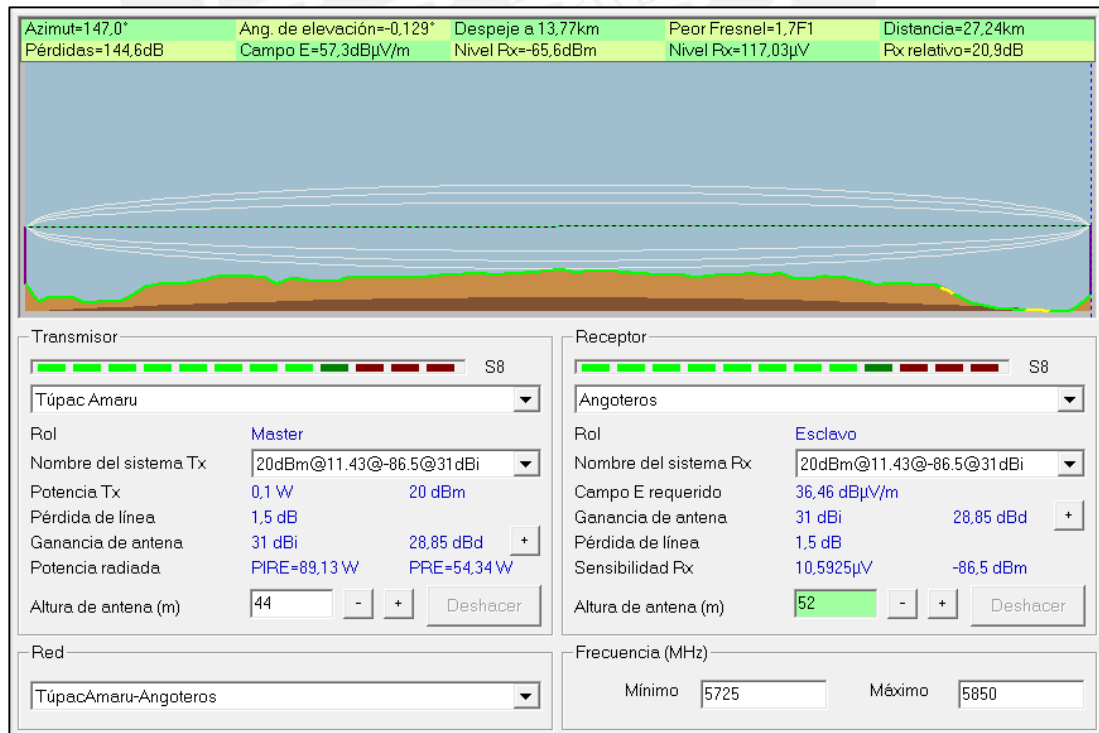 Azimut=147,0° Ang. de elevación=-0,129° Despeje a 13,77km Peor Fresnel=1,7F1 Distancia=27,24km
Pérdidas=144,6dB Campo E=57,3dBµV/m Nivel Rx=-65,6dBm Nivel Rx=117,03µV Rx relativo=20,9dB
Transmisor
S8
Túpac Amaru
Rol Master
Nombre del sistema Tx 20dBm@11.43@-86.5@31dBi
Potencia Tx 0,1 W 20 dBm
Pérdida de línea 1,5 dB
Ganancia de antena 31 dBi 28,85 dBd +
Potencia radiada PIRE=89,13 W PRE=54,34 W
Altura de antena (m) 44 - + Deshacer
Receptor
S8
Angoteros
Rol Esclavo
Nombre del sistema Rx 20dBm@11.43@-86.5@31dBi
Campo E requerido 36,46 dBµV/m
Ganancia de antena 31 dBi 28,85 dBd +
Pérdida de línea 1,5 dB
Sensibilidad Rx 10,5925µV -86,5 dBm
Altura de antena (m) 52 - + Deshacer
Red
TúpacAmaru-Angoteros
Frecuencia (MHz)
Mínimo 5725 Máximo 5850